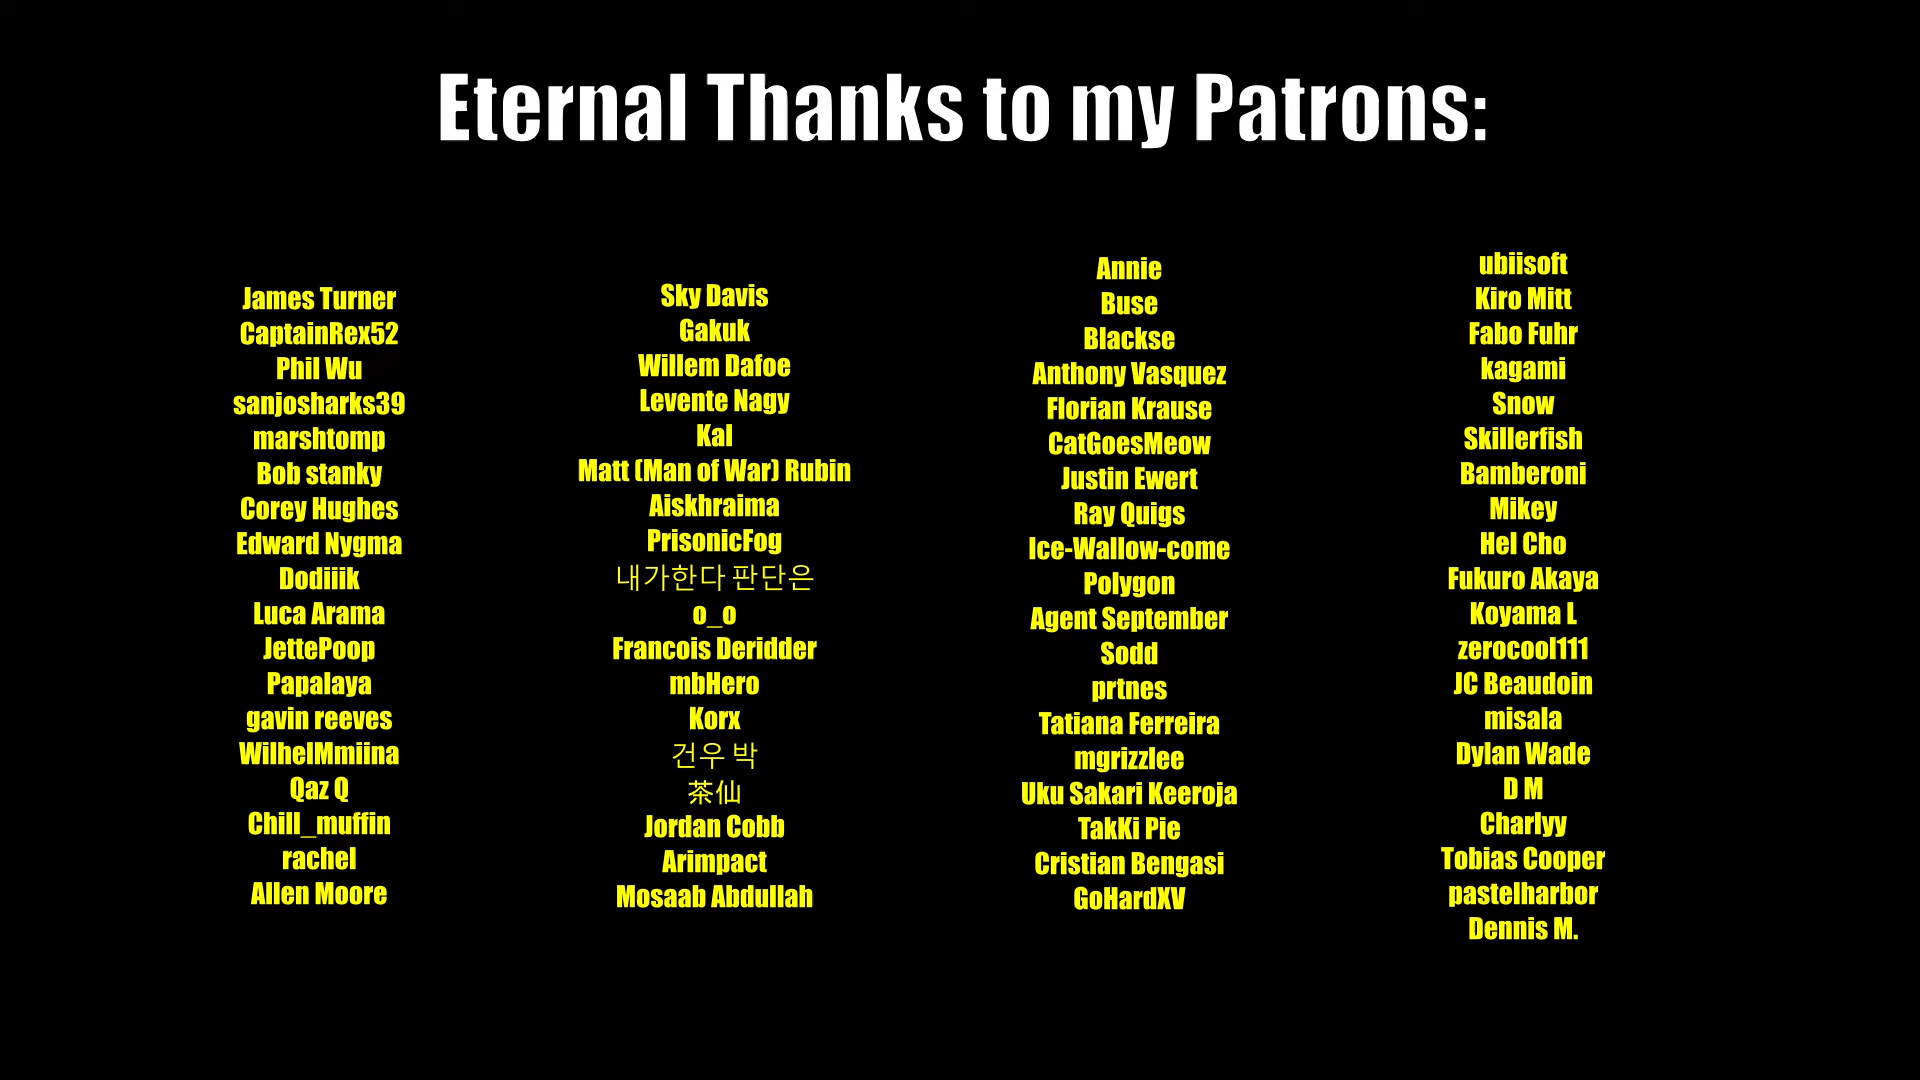 Eternal Thanks to my Patrons:
James Turner
CaptainRex52
Phil Wu
sanjosharks39
marshtomp
Bob stanky
Corey Hughes
Edward Nygma
Dodiiik
Luca Arama
JettePoop
Papalaya
gavin reeves
WilhelMmiina
Qaz Q
Chill_muffin
rachel
Allen Moore
Sky Davis
Gakuk
Willem Dafoe
Levente Nagy
Kal
Matt (Man of War) Rubin
Aiskhraima
PrisonicFog
내가한다 판단은
o_o
Francois Deridder
mbHero
Korx
건우 박
茶仙
Jordan Cobb
Arimpact
Mosaab Abdullah
Annie
Buse
Blackse
Anthony Vasquez
Florian Krause
CatGoesMeow
Justin Ewert
Ray Quigs
Ice-Wallow-come
Polygon
Agent September
Sodd
prtnes
Tatiana Ferreira
mgrizzlee
Uku Sakari Keeroja
TakKi Pie
Cristian Bengasi
GoHardXV
ubiisoft
Kiro Mitt
Fabo Fuhr
kagami
Snow
Skillerfish
Bamberoni
Mikey
Hel Cho
Fukuro Akaya
Koyama L
zerocool111
JC Beaudoin
misala
Dylan Wade
D M
Charlyy
Tobias Cooper
pastelharbor
Dennis M.